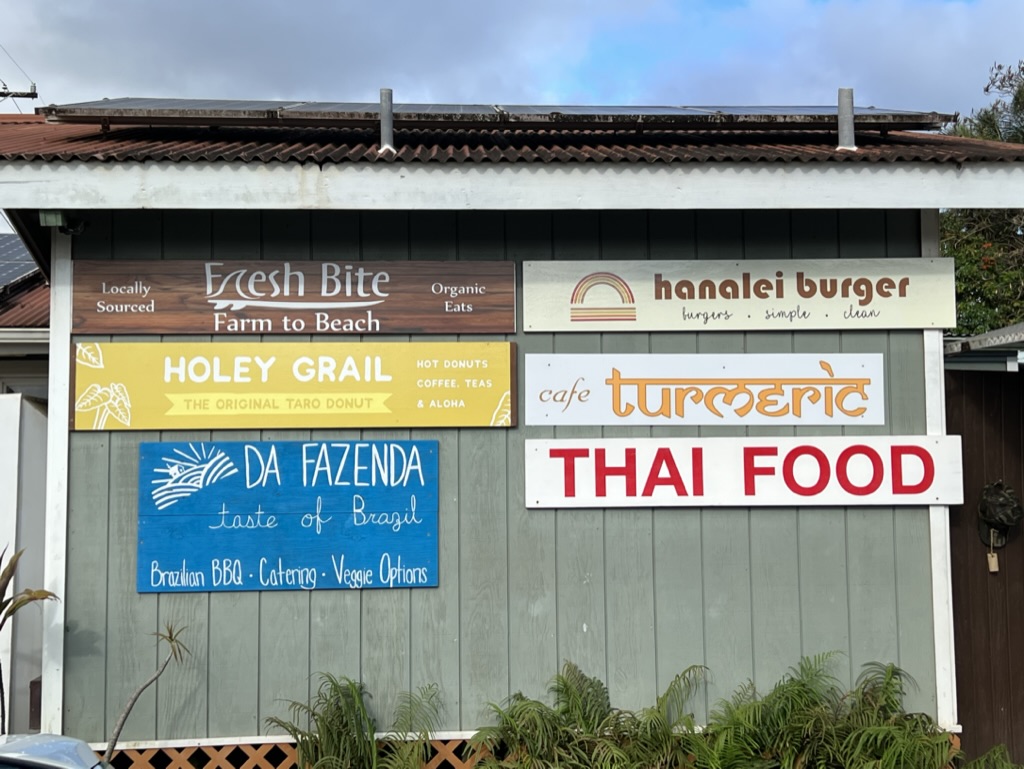 Locally
Sourced
Fresh Bite
Farm to Beach
Organic
Eats
hanalei burger
burgers . simple . clean
HOLEY GRAIL
THE ORIGINAL TARO DONUT
HOT DONUTS
COFFEE, TEAS
& ALOHA
cafe turmeric
DA FAZENDA
taste of Brazil
Brazilian BBQ · Catering · Veggie Options
THAI FOOD